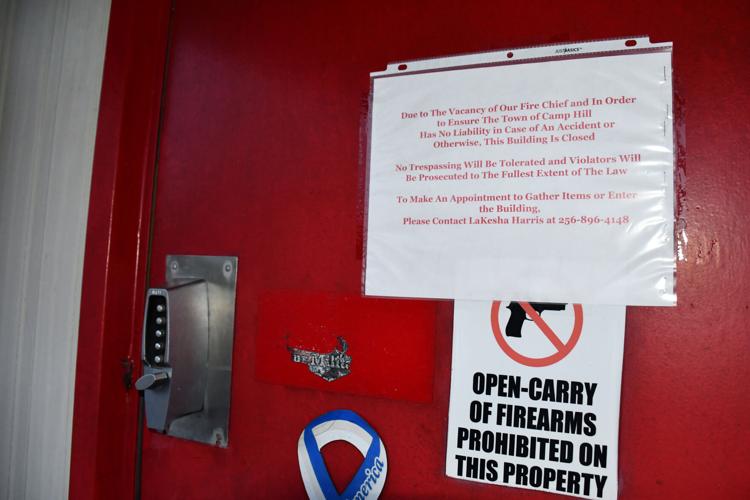 JUSTBASICS™
Due to The Vacancy of Our Fire Chief and In Order
to Ensure The Town of Camp Hill
Has No Liability in Case of An Accident or
Otherwise, This Building Is Closed
No Trespassing Will Be Tolerated and Violators Will
Be Prosecuted to The Fullest Extent of The Law
To Make An Appointment to Gather Items or Enter
the Building,
Please Contact LaKesha Harris at 256-896-4148
OPEN-CARRY
OF FIREARMS
PROHIBITED ON
THIS PROPERTY
America